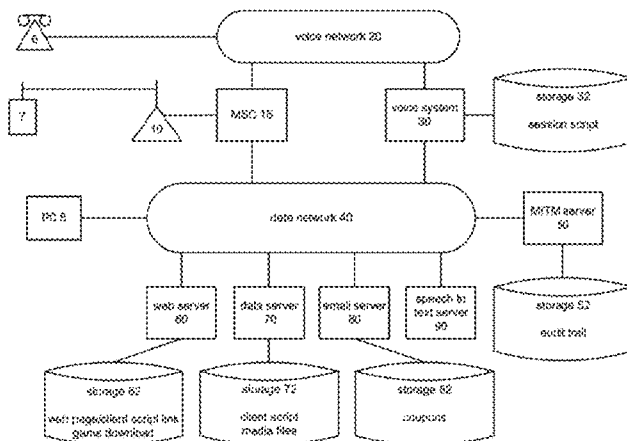 6
voice network 20
7
10
MSC 15
voice system
30
storage 32
session script
PC 8
data network 40
MITM server
50
web server
60
data server
70
email server
80
speech to
text server
90
storage 52
audit trail
storage 62
web page/client script link
game download
storage 72
client script
media files
storage 82
coupons